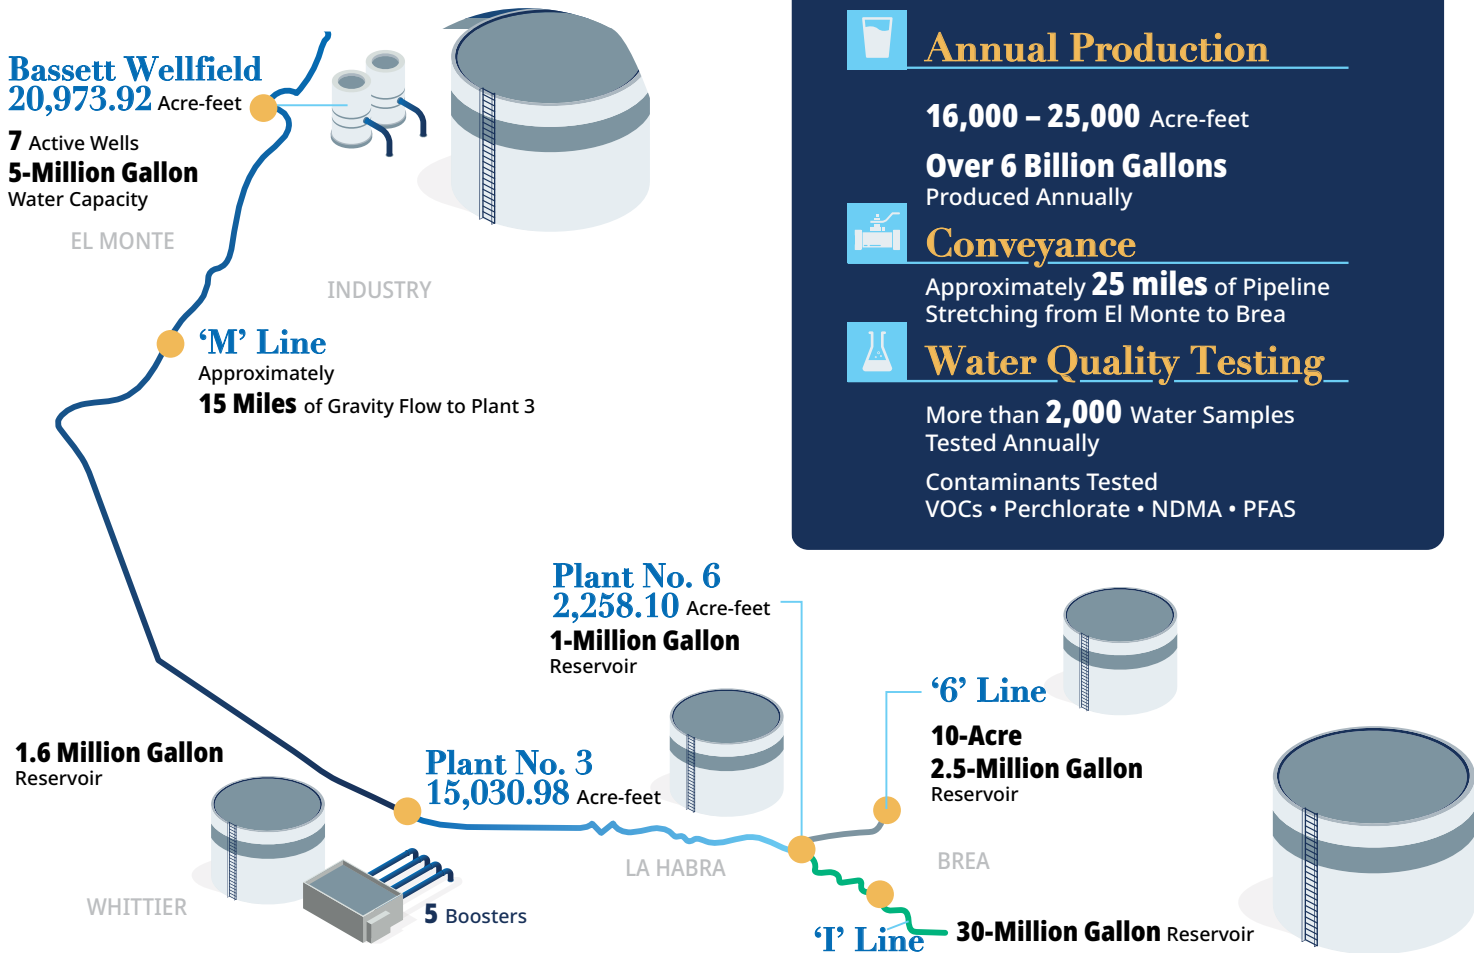 Bassett Wellfield
20,973.92 Acre-feet
7 Active Wells
5-Million Gallon
Water Capacity
EL MONTE
INDUSTRY
‘M’ Line
Approximately
15 Miles of Gravity Flow to Plant 3
Annual Production
16,000 – 25,000 Acre-feet
Over 6 Billion Gallons
Produced Annually
Conveyance
Approximately 25 miles of Pipeline
Stretching from El Monte to Brea
Water Quality Testing
More than 2,000 Water Samples
Tested Annually
Contaminants Tested
VOCs • Perchlorate • NDMA • PFAS
Plant No. 6
2,258.10 Acre-feet
1-Million Gallon
Reservoir
‘6’ Line
10-Acre
2.5-Million Gallon
Reservoir
1.6 Million Gallon
Reservoir
Plant No. 3
15,030.98 Acre-feet
LA HABRA
BREA
WHITTIER
5 Boosters
‘I’ Line
30-Million Gallon Reservoir